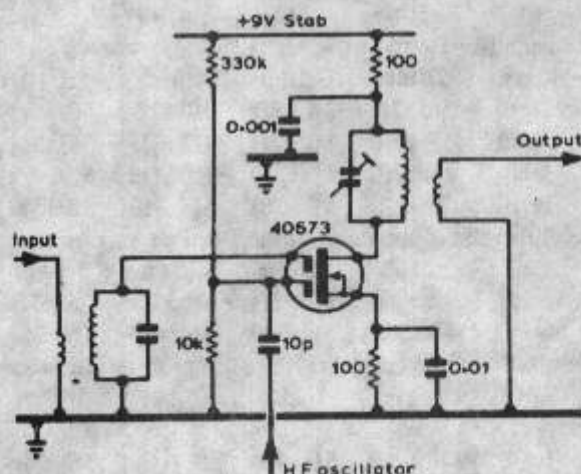 +9V Stab
330k
100
0.001
Output
40673
Input
10k
10p
100
0.01
H F oscillator